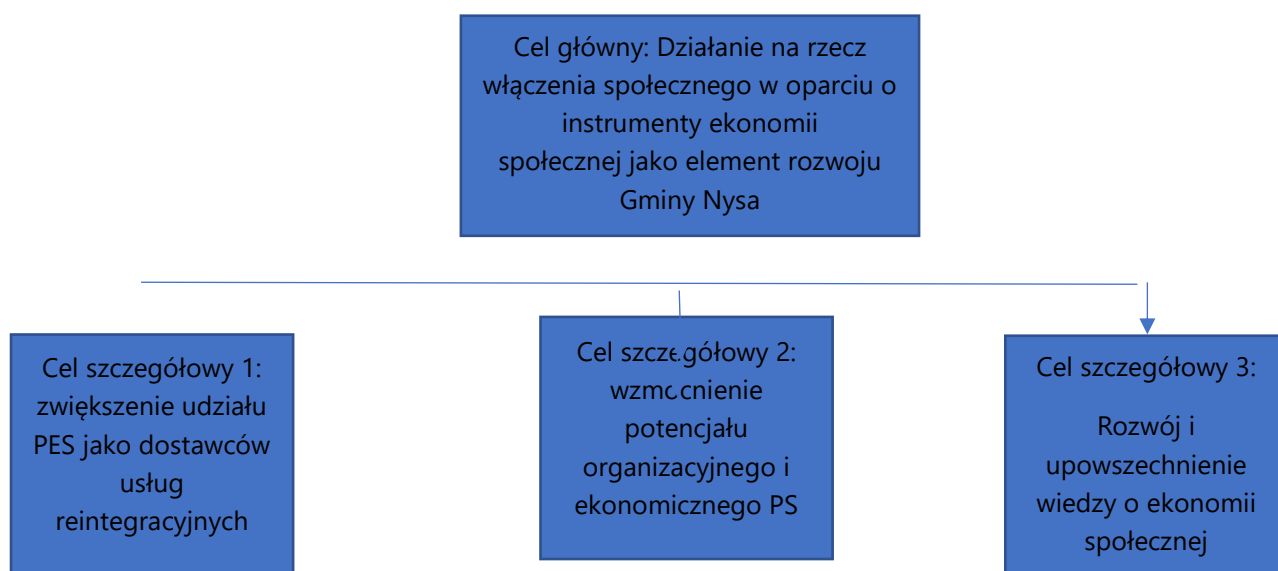 Cel główny: Działanie na rzecz
włączenia społecznego w oparciu o
instrumenty ekonomii
społecznej jako element rozwoju
Gminy Nysa
Cel szczegółowy 1:
zwiększenie udziału
PES jako dostawców
usług
reintegracyjnych
Cel szczegółowy 2:
wzmocnienie
potencjału
organizacyjnego i
ekonomicznego PS
Cel szczegółowy 3:
Rozwój i
upowszechnienie
wiedzy o ekonomii
społecznej